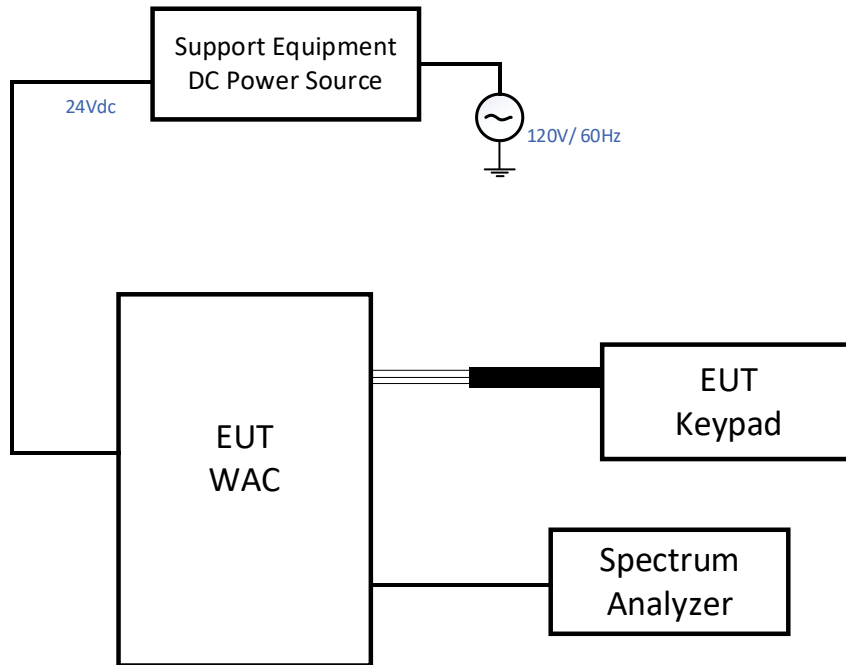 Support Equipment
DC Power Source
24Vdc
120V/ 60Hz
EUT
WAC
EUT
Keypad
Spectrum
Analyzer